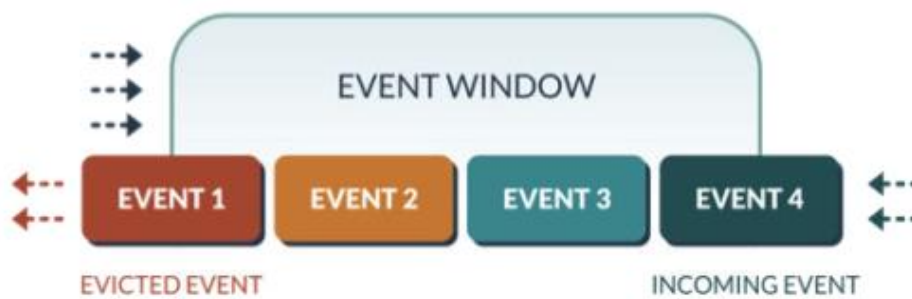 EVENT WINDOW
EVENT 1
EVENT 2
EVENT 3
EVENT 4
EVICTED EVENT
INCOMING EVENT